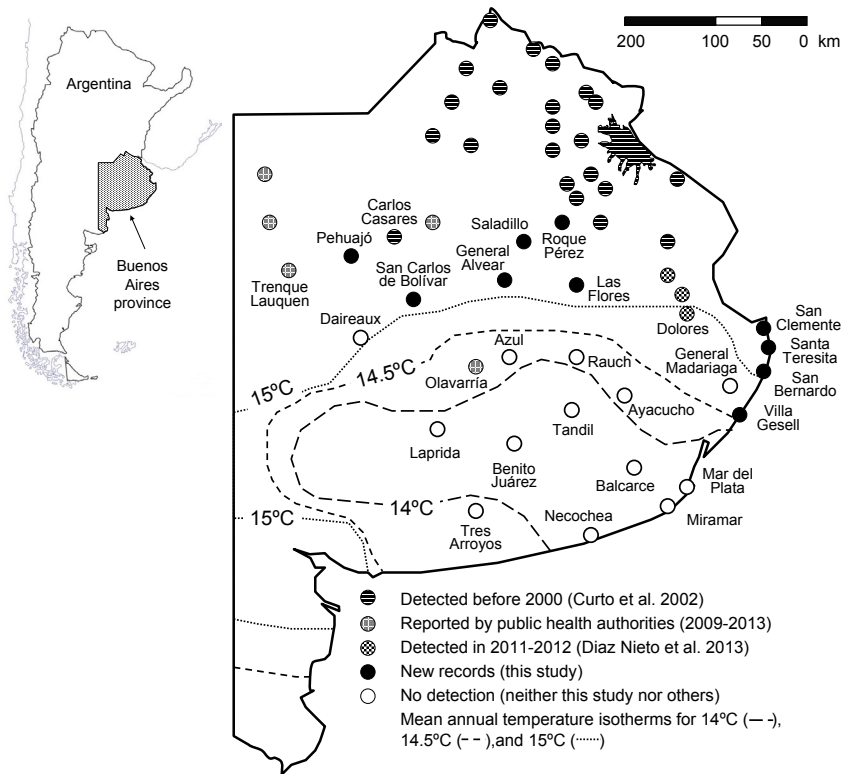 Argentina
Buenos
Aires
province
200 100 50 0 km
Carlos
Casares
Saladillo
Roque
Pérez
Pehuajó
General
Alvear
San Carlos
de Bolívar
Trenque
Lauquen
Las
Flores
Daireaux
Dolores
San
Clemente
Santa
Teresita
San
Bernardo
Villa
Gesell
General
Madariaga
Azul
Rauch
Olavarría
Ayacucho
Tandil
Laprida
Benito
Juárez
Balcarce
Mar del
Plata
Miramar
Necochea
Tres
Arroyos
15ºC
14.5ºC
14ºC
15ºC
Detected before 2000 (Curto et al. 2002)
Reported by public health authorities (2009-2013)
Detected in 2011-2012 (Diaz Nieto et al. 2013)
New records (this study)
No detection (neither this study nor others)
Mean annual temperature isotherms for 14ºC (— -),
14.5ºC (- - ),and 15ºC (·······)